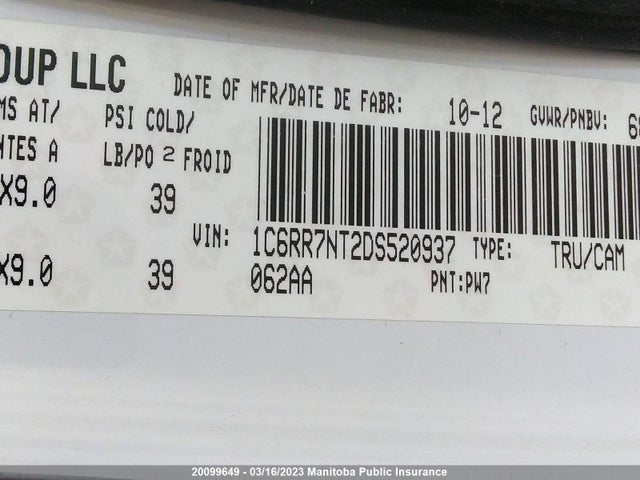 OUP LLC
DATE OF MFR/DATE DE FABR: 10-12 GVWR/PNBV:
MS AT/ PSI COLD/
NTES A LB/PO 2 FROID
X9.0 39
VIN: 1C6RR7NT2DS520937 TYPE: TRU/CAM
X9.0 39 062AA PNT:PW7
20099649 - 03/16/2023 Manitoba Public Insurance